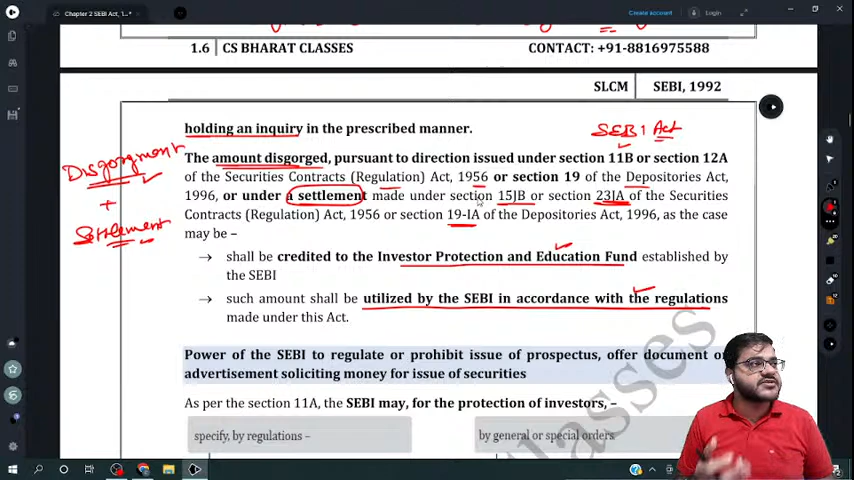 Chapter 2 SEBI Act, 1*
Create account
Login
1.6 CS BHARAT CLASSES CONTACT: +91-8816975588
SLCM SEBI, 1992
holding an inquiry in the prescribed manner.
SEBI Act
The amount disgorged, pursuant to direction issued under section 11B or section 12A
of the Securities Contracts (Regulation) Act, 1956 or section 19 of the Depositories Act,
1996, or under a settlement made under section 15JB or section 23JA of the Securities
Contracts (Regulation) Act, 1956 or section 19-IA of the Depositories Act, 1996, as the case
may be –
Disgorgment
+
Settlement
→ shall be credited to the Investor Protection and Education Fund established by
the SEBI
→ such amount shall be utilized by the SEBI in accordance with the regulations
made under this Act.
Power of the SEBI to regulate or prohibit issue of prospectus, offer document o
advertisement soliciting money for issue of securities
As per the section 11A, the SEBI may, for the protection of investors, –
specify, by regulations –
by general or special orders
lasses